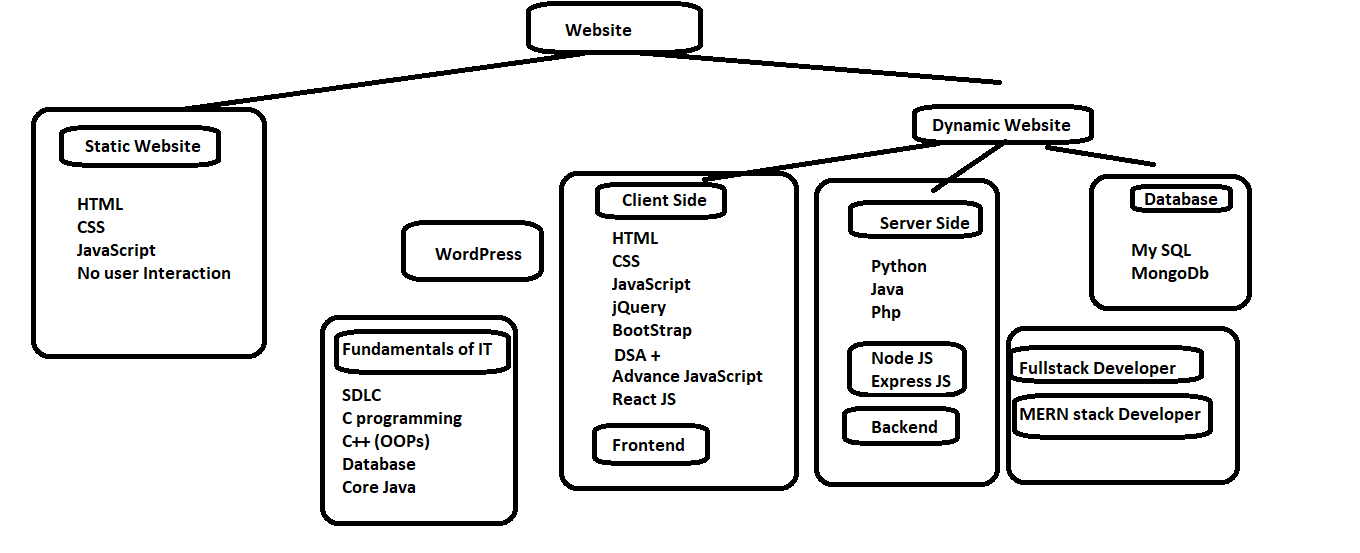 Website
Static Website
HTML
CSS
JavaScript
No user Interaction
WordPress
Fundamentals of IT
SDLC
C programming
C++ (OOPs)
Database
Core Java
Dynamic Website
Client Side
HTML
CSS
JavaScript
jQuery
BootStrap
DSA +
Advance JavaScript
React JS
Frontend
Server Side
Python
Java
Php
Node JS
Express JS
Backend
Database
My SQL
MongoDb
Fullstack Developer
MERN stack Developer